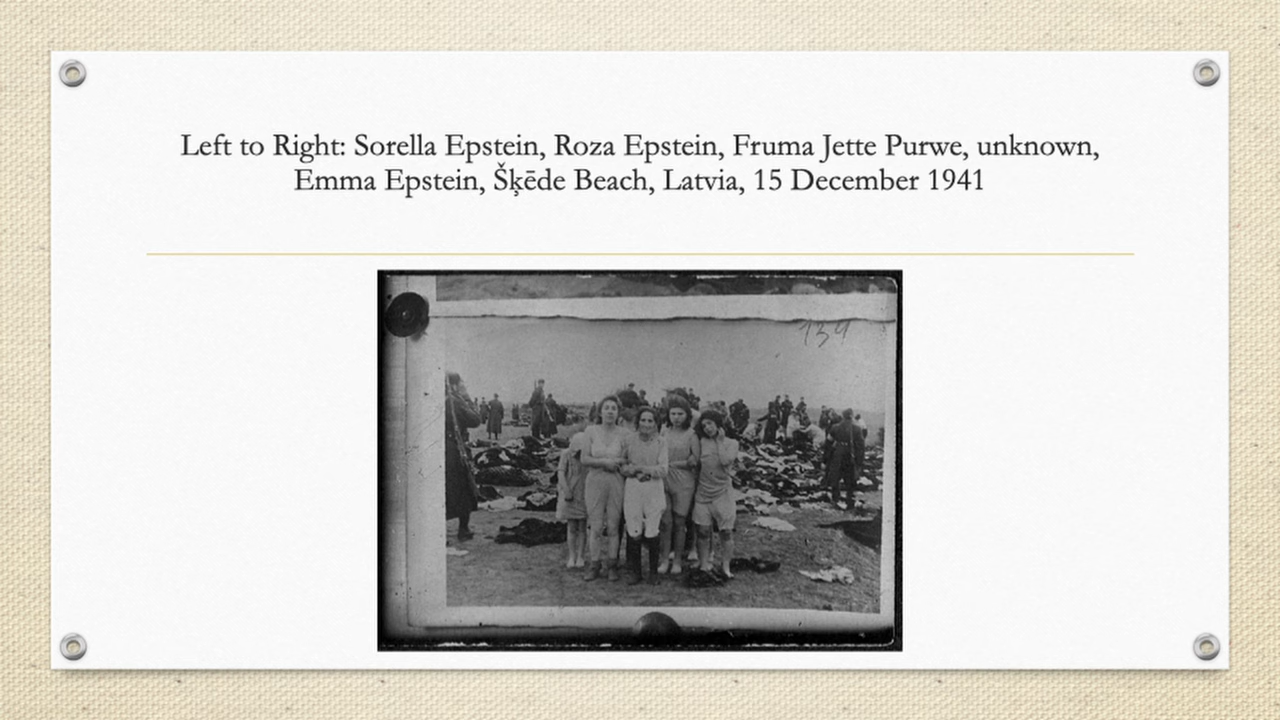 Left to Right: Sorella Epstein, Roza Epstein, Fruma Jette Purwe, unknown,
Emma Epstein, Šķēde Beach, Latvia, 15 December 1941
134